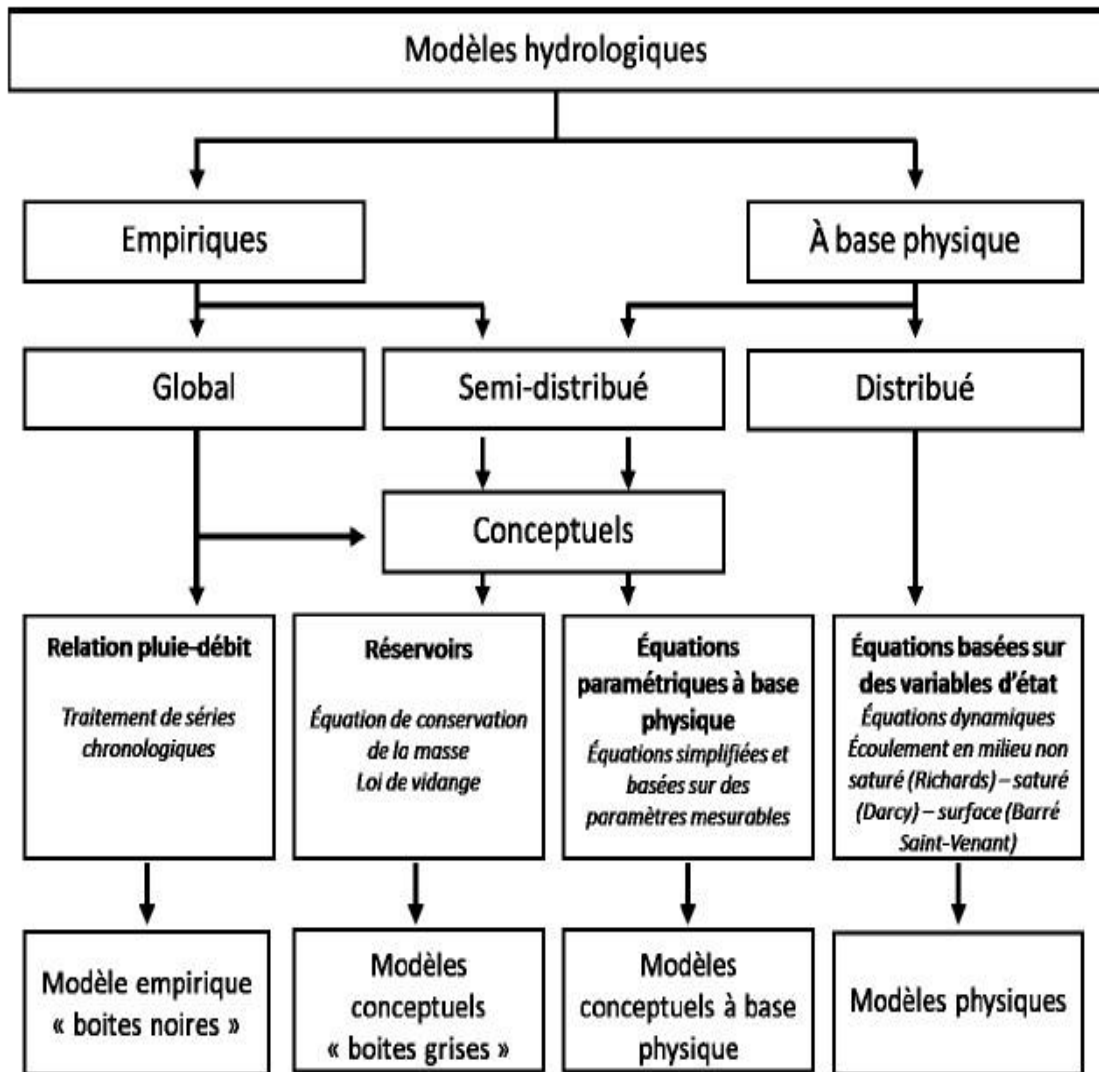 Modèles hydrologiques
Empiriques
À base physique
Global
Semi-distribué
Distribué
Conceptuels
Relation pluie-débit
Traitement de séries
chronologiques
Réservoirs
Équation de conservation
de la masse
Loi de vidange
Équations
paramétriques à base
physique
Équations simplifiées et
basées sur des
paramètres mesurables
Équations basées sur
des variables d'état
Équations dynamiques
Écoulement en milieu non
saturé (Richards) – saturé
(Darcy) – surface (Barré
Saint-Venant)
Modèle empirique
« boites noires »
Modèles
conceptuels
« boites grises »
Modèles
conceptuels à base
physique
Modèles physiques